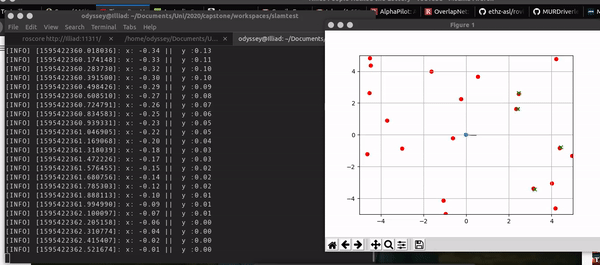 odyssey@Illiad: ~/Documents/Uni/2020/capstone/workspaces/slamtest
File Edit View Search Terminal Tabs Help
roscore http://Illiad:11311/ × /home/odyssey/Documents/U... × odyssey@Illiad: ~/Documents
[INFO] [1595422360.018036]: x: -0.34 || y :0.13
[INFO] [1595422360.174148]: x: -0.33 || y :0.11
[INFO] [1595422360.283730]: x: -0.32 || y :0.10
[INFO] [1595422360.391500]: x: -0.30 || y :0.10
[INFO] [1595422360.498426]: x: -0.29 || y :0.09
[INFO] [1595422360.608510]: x: -0.27 || y :0.08
[INFO] [1595422360.724791]: x: -0.26 || y :0.07
[INFO] [1595422360.834583]: x: -0.25 || y :0.06
[INFO] [1595422360.939331]: x: -0.23 || y :0.05
[INFO] [1595422361.046905]: x: -0.22 || y :0.05
[INFO] [1595422361.169068]: x: -0.20 || y :0.04
[INFO] [1595422361.318039]: x: -0.18 || y :0.03
[INFO] [1595422361.472226]: x: -0.17 || y :0.03
[INFO] [1595422361.576455]: x: -0.15 || y :0.02
[INFO] [1595422361.680756]: x: -0.14 || y :0.02
[INFO] [1595422361.785303]: x: -0.12 || y :0.02
[INFO] [1595422361.888113]: x: -0.10 || y :0.01
[INFO] [1595422361.994990]: x: -0.09 || y :0.01
[INFO] [1595422362.100097]: x: -0.07 || y :0.01
[INFO] [1595422362.205158]: x: -0.06 || y :0.00
[INFO] [1595422362.310774]: x: -0.04 || y :0.00
[INFO] [1595422362.415407]: x: -0.02 || y :0.00
[INFO] [1595422362.521674]: x: -0.01 || y :0.00
AlphaPilot: × OverlapNet: × ethz-asl/rov × MURDriverl
Figure 1
4
2
0
−2
−4
−4 −2 0 2 4